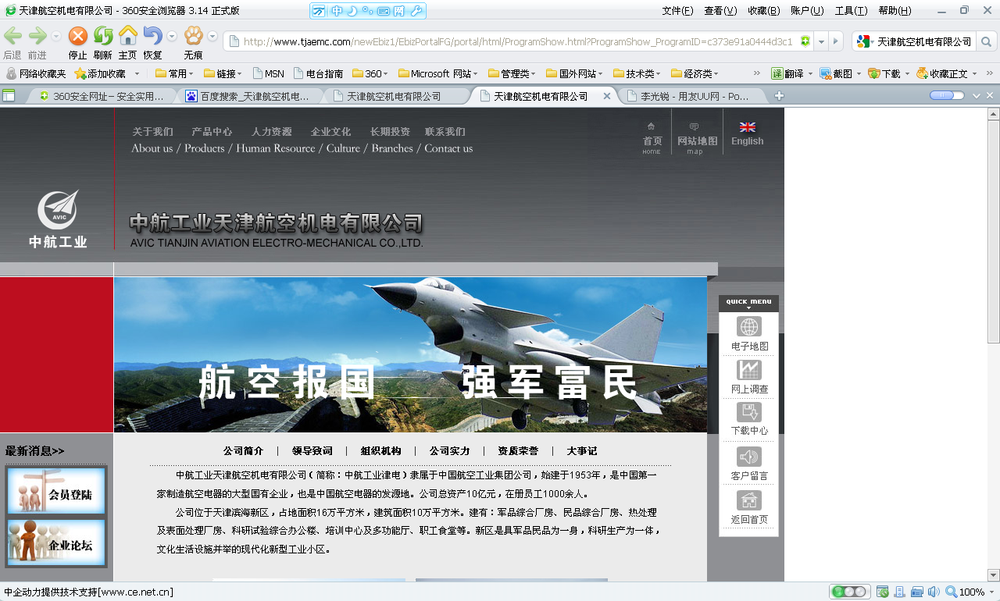 天津航空机电有限公司 - 360安全浏览器 3.14 正式版
中
网
文件(F) 查看(V) 收藏(B) 账户(U) 工具(T) 帮助(H)
后退 前进 停止 刷新 主页 恢复 无痕
http://www.tjaemc.com/newEbiz1/EbizPortalFG/portal/html/ProgramShow.html?ProgramShow_ProgramID=c373e91a0444d3c1
天津航空机电有限公司
网络收藏夹 添加收藏 常用 链接 MSN 电台指南 360 Microsoft 网站 管理类 国外网站 技术类 经济类 » 译 翻译 截图 下载 收藏正文 »
360安全网址 – 安全实用... 百度搜索_天津航空机电... 天津航空机电有限公司 天津航空机电有限公司 李光锐 - 用友UU网 - Po...
关于我们 产品中心 人力资源 企业文化 长期投资 联系我们
About us / Products / Human Resource / Culture / Branches / Contact us
首页
HOME
网站地图
map
English
AVIC
中航工业
中航工业天津航空机电有限公司
AVIC TIANJIN AVIATION ELECTRO-MECHANICAL CO.,LTD.
航空报国 强军富民
QUICK MENU
电子地图
网上调查
下载中心
客户留言
返回首页
最新消息>>
会员登陆
企业论坛
公司简介 | 领导致词 | 组织机构 | 公司实力 | 资质荣誉 | 大事记
中航工业天津航空机电有限公司(简称:中航工业津电)隶属于中国航空工业集团公司,始建于1953年,是中国第一
家制造航空电器的大型国有企业,也是中国航空电器的发源地。公司总资产10亿元,在册员工1000余人。
公司位于天津滨海新区,占地面积16万平方米,建筑面积10万平方米。建有:军品综合厂房、民品综合厂房、热处理
及表面处理厂房、科研试验综合办公楼、培训中心及多功能厅、职工食堂等。新区是具军品民品为一身,科研生产为一体,
文化生活设施并举的现代化新型工业小区。
中企动力提供技术支持[www.ce.net.cn]
100%